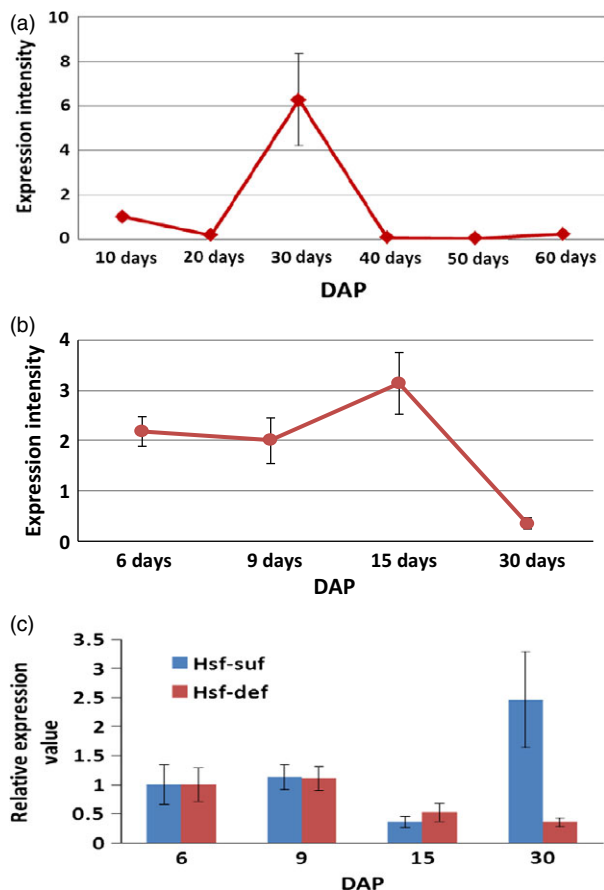 (a)
Expression intensity
10
8
6
4
2
0
10 days 20 days 30 days 40 days 50 days 60 days
DAP
(b)
Expression intensity
4
3
2
1
0
6 days 9 days 15 days 30 days
DAP
(c)
Relative expression
value
3.5
3
2.5
2
1.5
1
0.5
0
Hsf-suf
Hsf-def
6 9 15 30
DAP